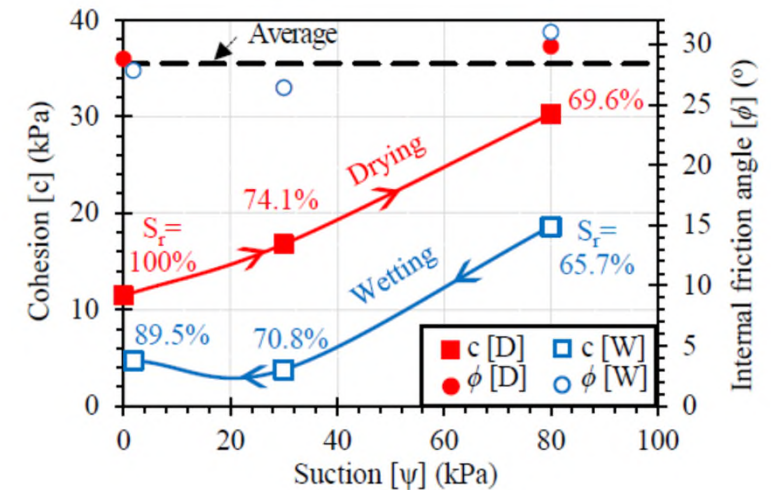 40
30
20
10
0
Cohesion [c] (kPa)
0
20
40
60
80
100
Suction [ψ] (kPa)
30
25
20
15
10
5
0
Internal friction angle [ϕ] (º)
Average
69.6%
Drying
74.1%
Sr=
100%
Wetting
Sr=
65.7%
89.5%
70.8%
c [D]
c [W]
ϕ [D]
ϕ [W]